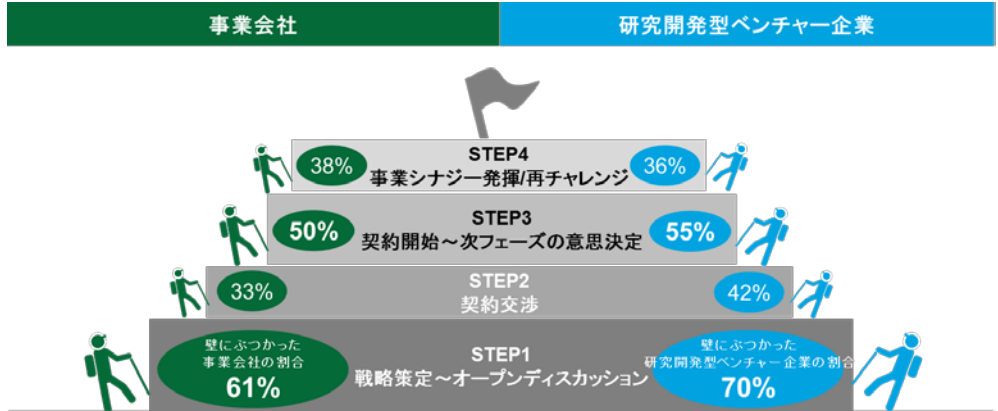 事業会社
研究開発型ベンチャー企業
STEP4
38%
事業シナジー発揮/再チャレンジ
36%
STEP3
50%
契約開始～次フェーズの意思決定
55%
STEP2
33%
契約交渉
42%
壁にぶつかった
事業会社の割合
61%
STEP1
戦略策定～オープンディスカッション
壁にぶつかった
研究開発型ベンチャー企業の割合
70%